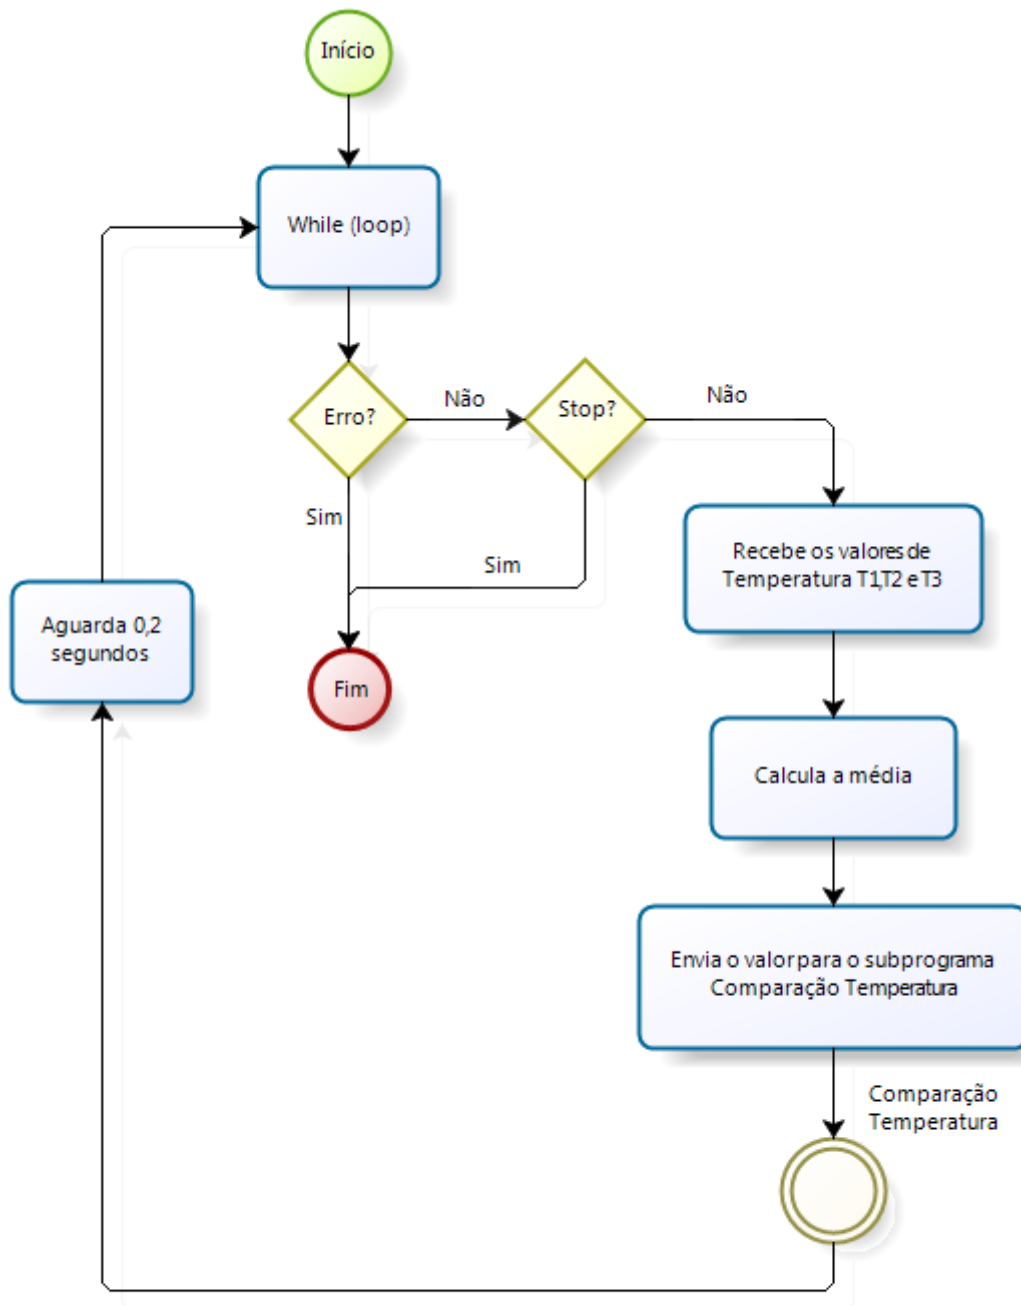 Início
While (loop)
Erro?
Não
Stop?
Não
Sim
Sim
Recebe os valores de
Temperatura T1,T2 e T3
Aguarda 0,2
segundos
Fim
Calcula a média
Envia o valor para o subprograma
Comparação Temperatura
Comparação
Temperatura